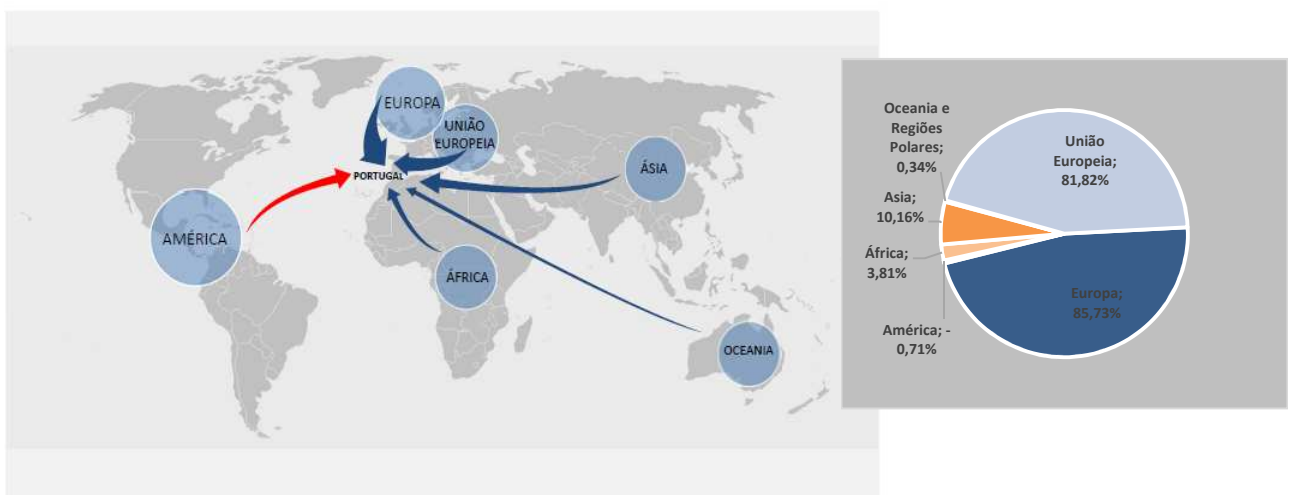 EUROPA
UNIÃO
EUROPEIA
PORTUGAL
ÁSIA
AMÉRICA
ÁFRICA
OCEANIA
Oceania e
Regiões
Polares;
0,34%
União
Europeia;
81,82%
Asia;
10,16%
África;
3,81%
Europa;
85,73%
América; -
0,71%